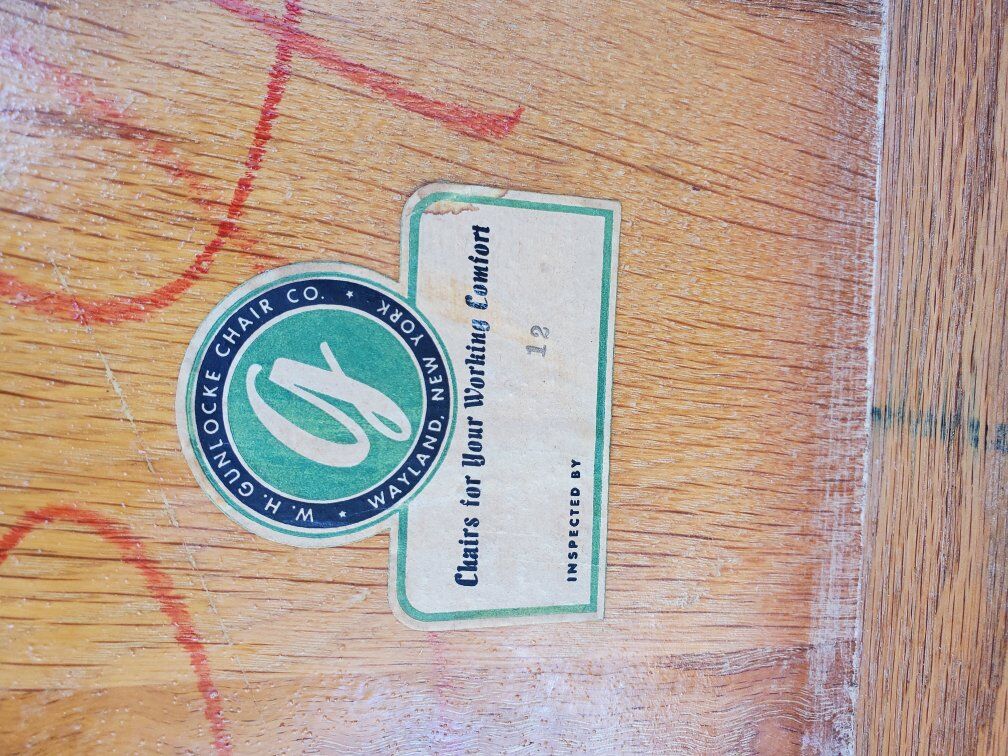 W. H. GUNLOCKE CHAIR CO.
★ WAYLAND, NEW YORK ★
G
Chairs for Your Working Comfort
12
INSPECTED BY